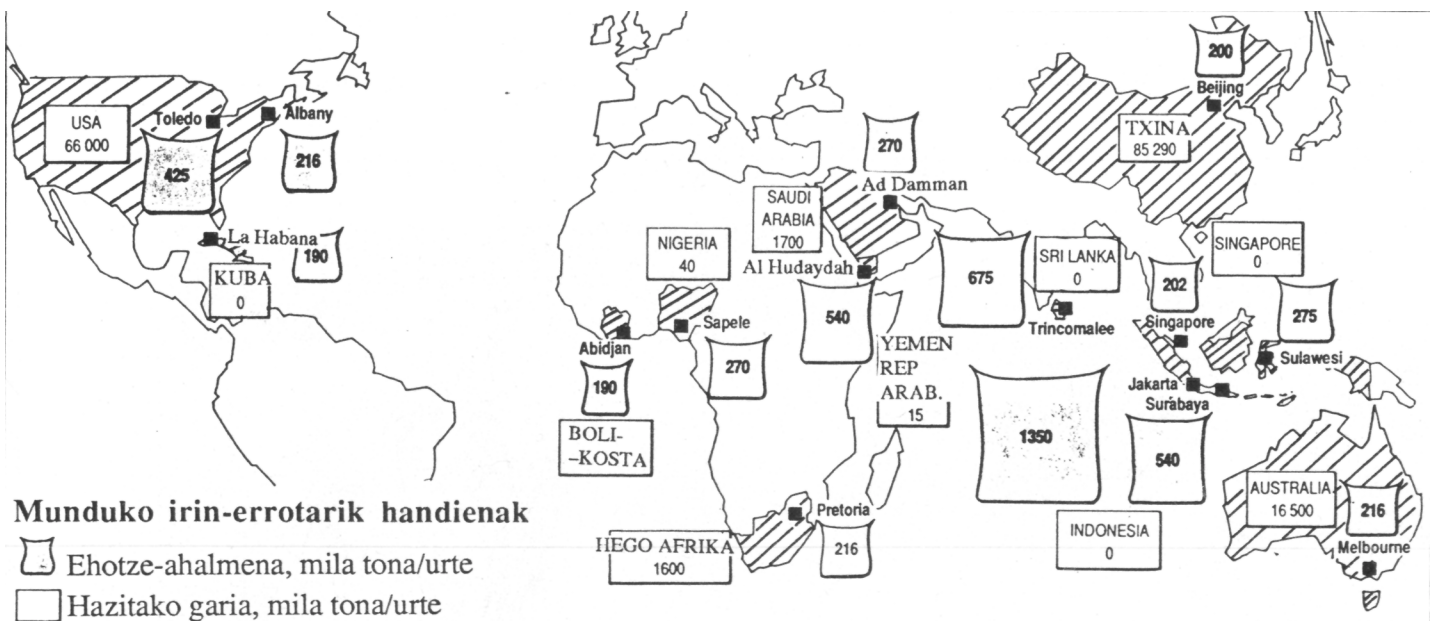 USA
66 000
Toledo
Albany
425
216
La Habana
190
KUBA
0
200
Beijing
TXINA
85 290
270
Ad Damman
SAUDI
ARABIA
1700
NIGERIA
40
Al Hudaydah
540
Sapele
270
Abidjan
190
BOLI-
-KOSTA
YEMEN
REP
ARAB.
15
675
SRI LANKA
0
Trincomalee
SINGAPORE
0
202
Singapore
275
Sulawesi
Jakarta
Surabaya
1350
540
INDONESIA
0
AUSTRALIA
16 500
216
Melbourne
Pretoria
216
HEGO AFRIKA
1600
Munduko irin-errotarik handienak
Ehotze-ahalmena, mila tona/urte
Hazitako garia, mila tona/urte